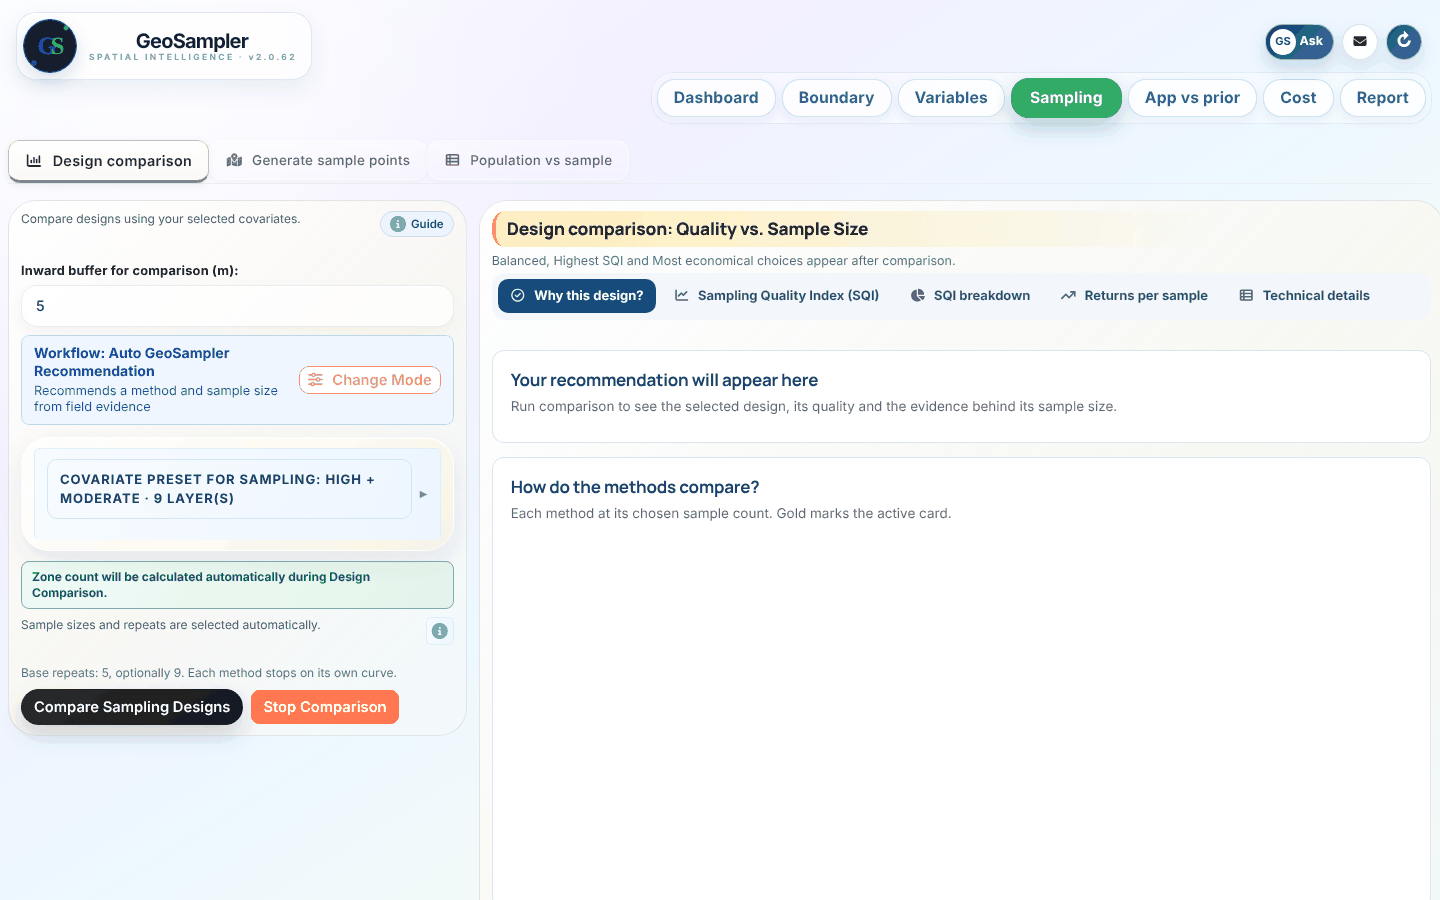 GS
GeoSampler
SPATIAL INTELLIGENCE · v2.0.62
GS Ask
Dashboard
Boundary
Variables
Sampling
App vs prior
Cost
Report
Design comparison
Generate sample points
Population vs sample
Compare designs using your selected covariates.
Guide
Inward buffer for comparison (m):
5
Workflow: Auto GeoSampler
Recommendation
Recommends a method and sample size
from field evidence
Change Mode
COVARIATE PRESET FOR SAMPLING: HIGH +
MODERATE · 9 LAYER(S)
Zone count will be calculated automatically during Design
Comparison.
Sample sizes and repeats are selected automatically.
Base repeats: 5, optionally 9. Each method stops on its own curve.
Compare Sampling Designs
Stop Comparison
Design comparison: Quality vs. Sample Size
Balanced, Highest SQI and Most economical choices appear after comparison.
Why this design?
Sampling Quality Index (SQI)
SQI breakdown
Returns per sample
Technical details
Your recommendation will appear here
Run comparison to see the selected design, its quality and the evidence behind its sample size.
How do the methods compare?
Each method at its chosen sample count. Gold marks the active card.